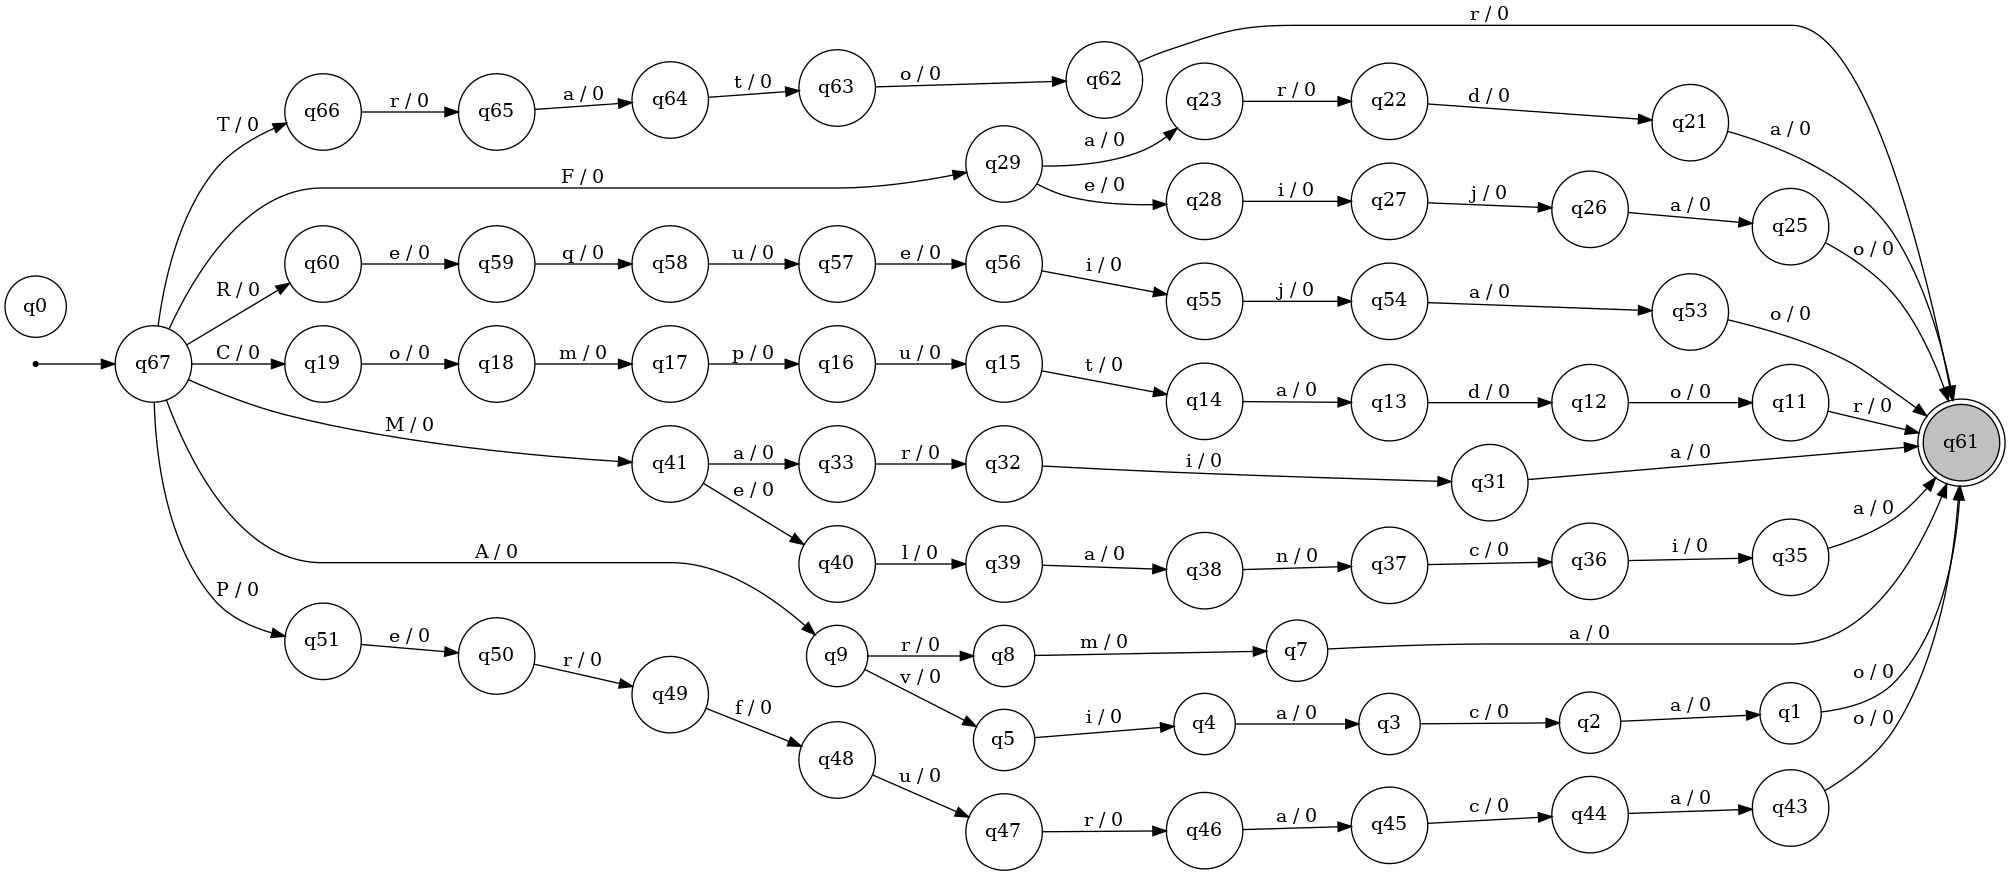 r / 0
T / 0
q66
r / 0
q65
a / 0
q64
t / 0
q63
o / 0
q62
F / 0
q29
a / 0
q23
r / 0
q22
d / 0
q21
a / 0
e / 0
q28
i / 0
q27
j / 0
q26
a / 0
q25
o / 0
R / 0
q60
e / 0
q59
q / 0
q58
u / 0
q57
e / 0
q56
i / 0
q55
j / 0
q54
a / 0
q53
o / 0
q0
q67
C / 0
q19
o / 0
q18
m / 0
q17
p / 0
q16
u / 0
q15
t / 0
q14
a / 0
q13
d / 0
q12
o / 0
q11
r / 0
q61
M / 0
q41
a / 0
q33
r / 0
q32
i / 0
q31
a / 0
e / 0
q40
l / 0
q39
a / 0
q38
n / 0
q37
c / 0
q36
i / 0
q35
a / 0
A / 0
q9
r / 0
q8
m / 0
q7
a / 0
v / 0
q5
i / 0
q4
a / 0
q3
c / 0
q2
a / 0
q1
o / 0
P / 0
q51
e / 0
q50
r / 0
q49
f / 0
q48
u / 0
q47
r / 0
q46
a / 0
q45
c / 0
q44
a / 0
q43
o / 0